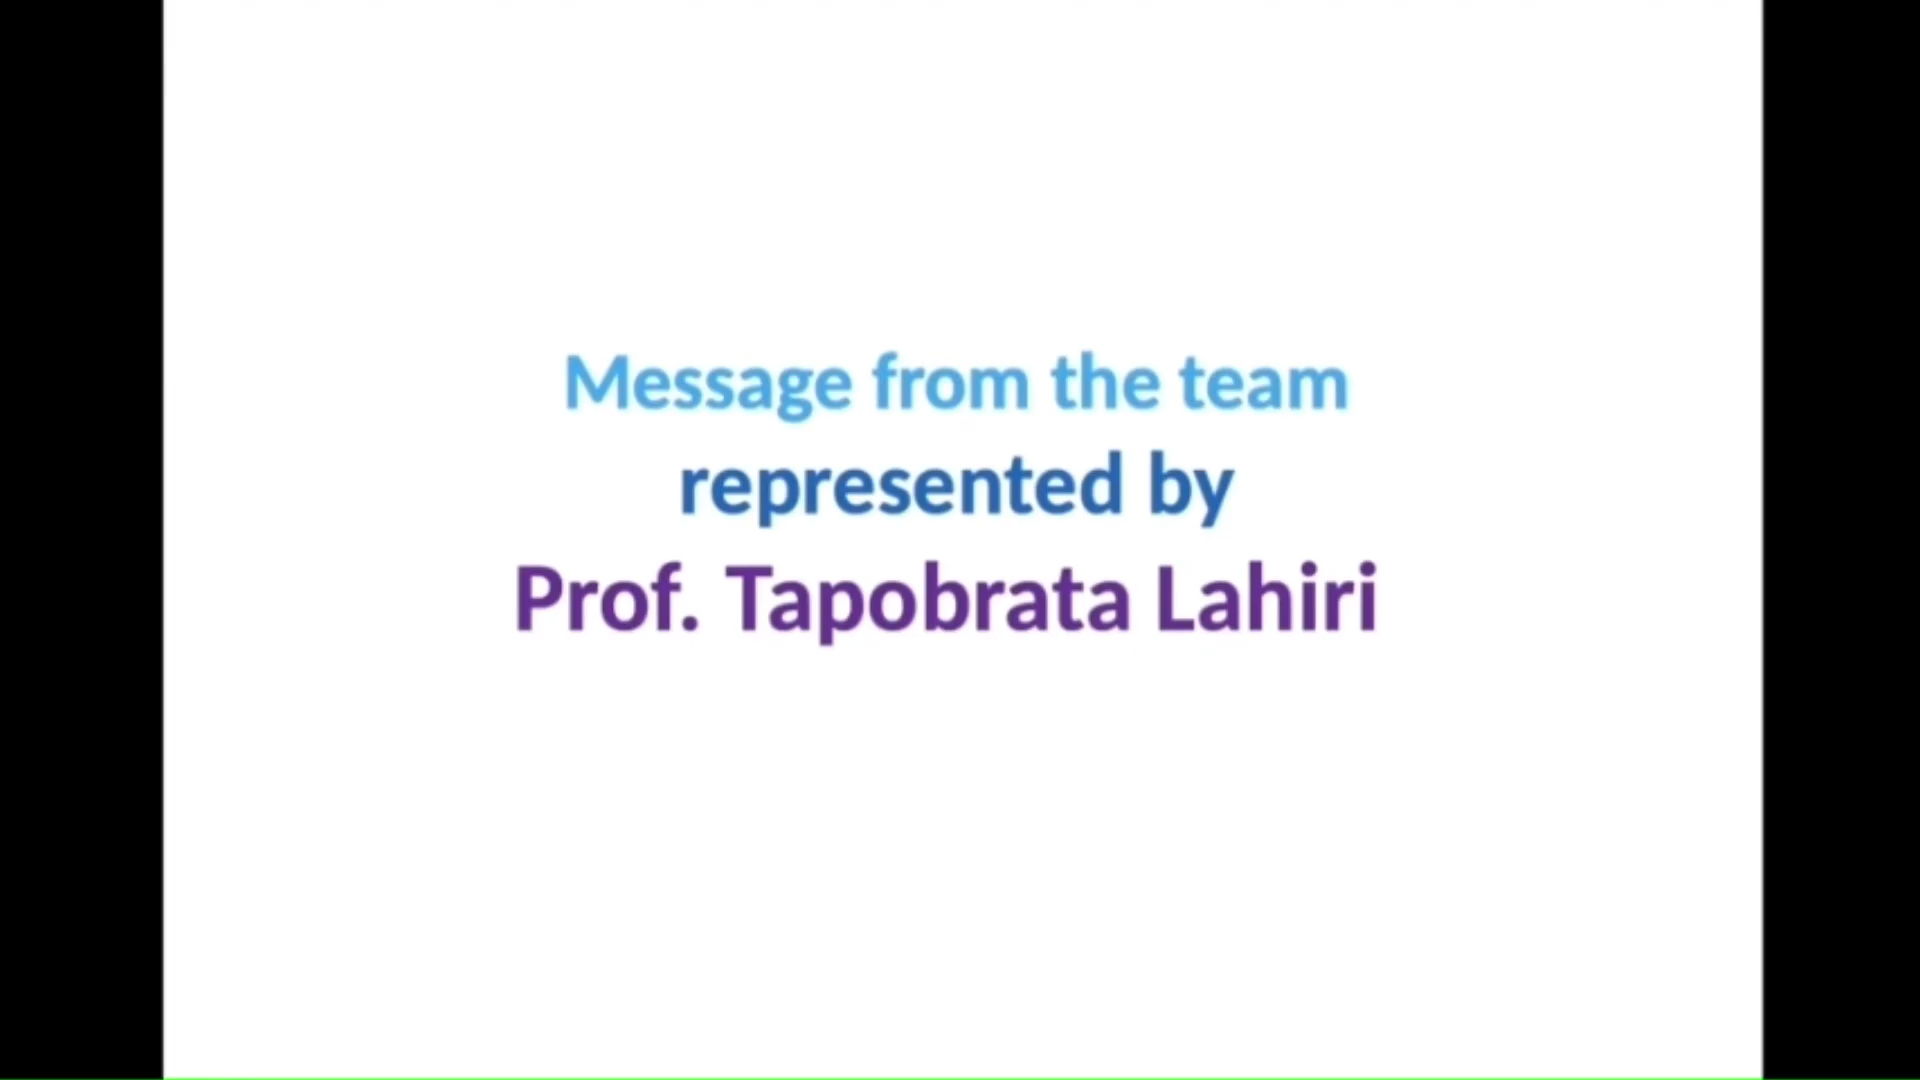 Message from the team
represented by
Prof. Tapobrata Lahiri